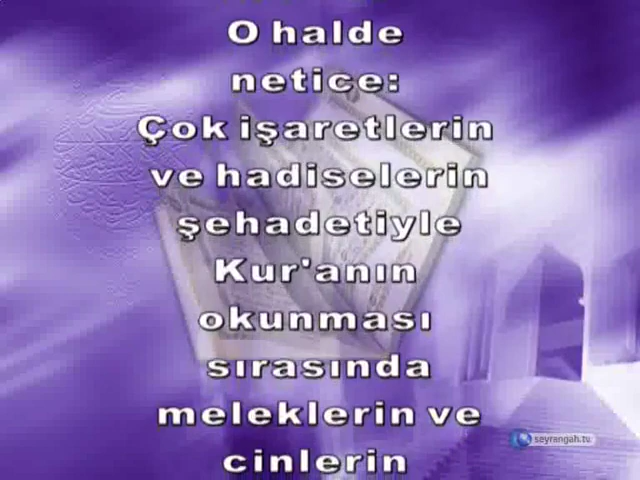 O halde
netice:
Çok işaretlerin
ve hadiselerin
şehadetiyle
Kur'anın
okunması
sırasında
meleklerin ve
cinlerin
seyrangah.tv